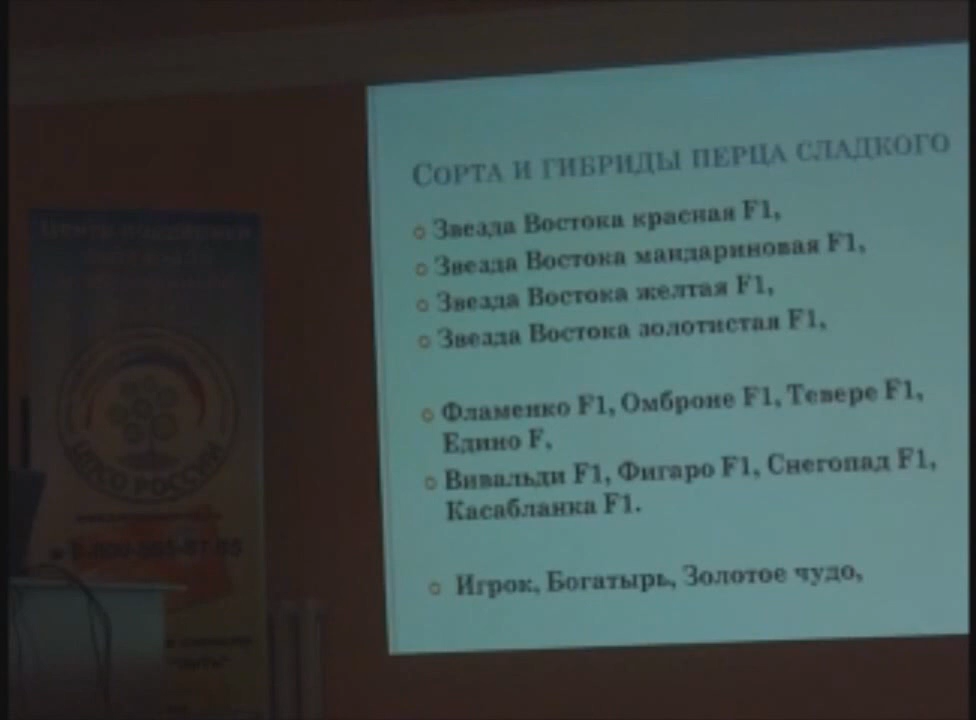 СОРТА И ГИБРИДЫ ПЕРЦА СЛАДКОГО
Звезда Востока красная F1,
Звезда Востока мандариновая F1,
Звезда Востока желтая F1,
Звезда Востока золотистая F1,
Фламенко F1, Омброне F1, Тевере F1,
Едино F,
Вивальди F1, Фигаро F1, Снегопад F1,
Касабланка F1.
Игрок, Богатырь, Золотое чудо,
Центр
РОССИИ